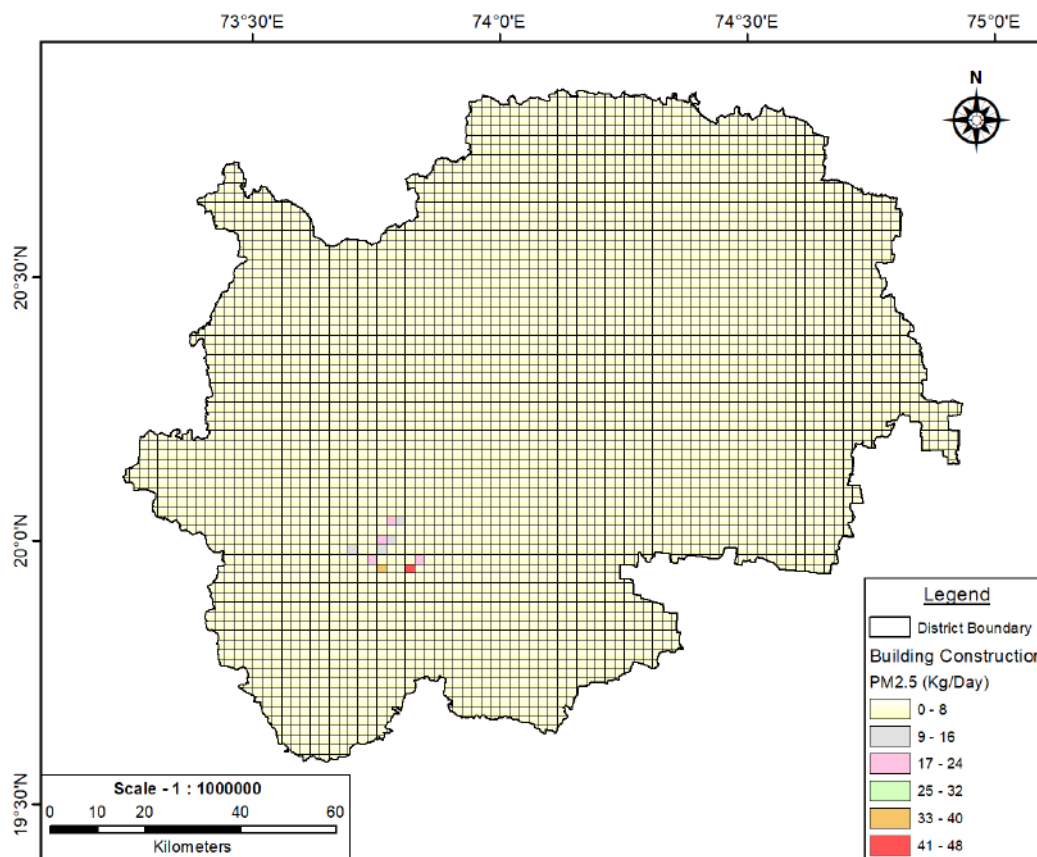 73°30'E 74°0'E 74°30'E 75°0'E
N
20°30'N
20°0'N
19°30'N
Legend
District Boundary
Building Construction
PM2.5 (Kg/Day)
0 - 8
9 - 16
17 - 24
25 - 32
33 - 40
41 - 48
Scale - 1 : 1000000
0 10 20 40 60
Kilometers